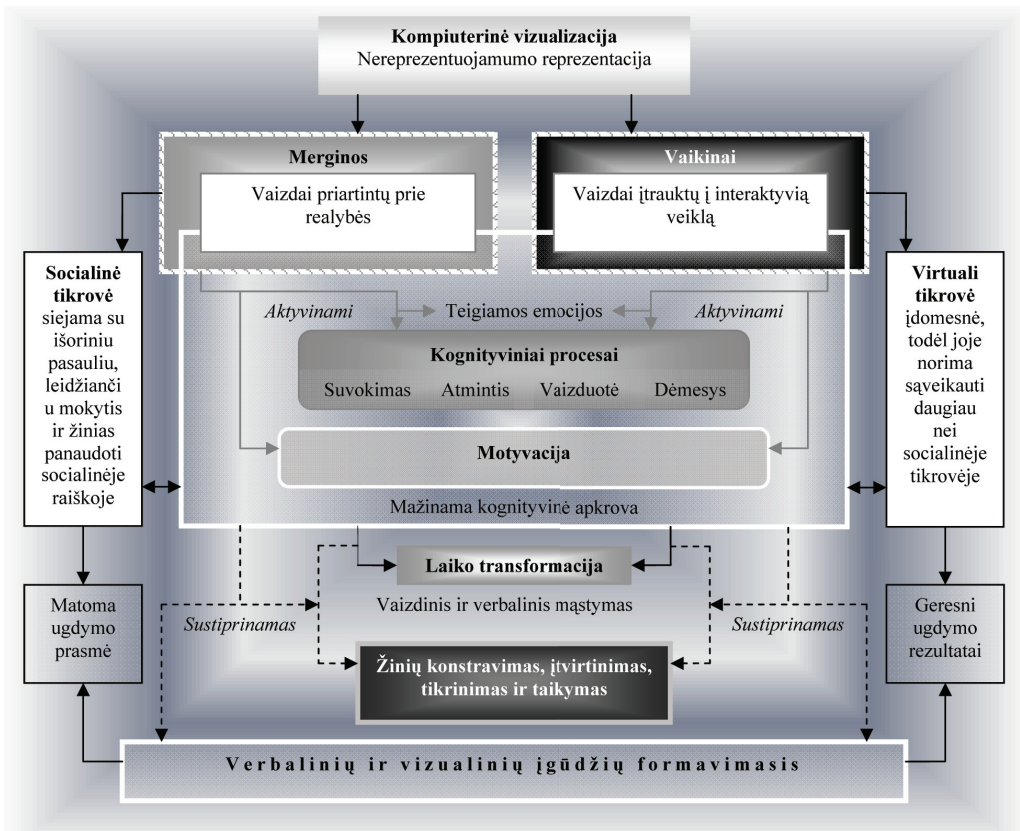 Kompiuterinė vizualizacija
Nereprezentuojamumo reprezentacija
Merginos
Vaizdai priartintų prie
realybės
Vaikinai
Vaizdai įtrauktų į interaktyvią
veiklą
Socialinė
tikrovė
siejama su
išoriniu
pasauliu,
leidžianči
u mokytis
ir žinias
panaudoti
socialinėje
raiškoje
Virtuali
tikrovė
įdomesnė,
todėl joje
norima
sąveikauti
daugiau
nei
socialinėje
tikrovėje
Aktyvinami
Teigiamos emocijos
Aktyvinami
Kognityviniai procesai
Suvokimas Atmintis Vaizduotė Dėmesys
Motyvacija
Mažinama kognityvinė apkrova
Laiko transformacija
Vaizdinis ir verbalinis mąstymas
Sustiprinamas
Sustiprinamas
Matoma
ugdymo
prasmė
Geresni
ugdymo
rezultatai
Žinių konstravimas, įtvirtinimas,
tikrinimas ir taikymas
Verbalinių ir vizualinių įgūdžių formavimasis